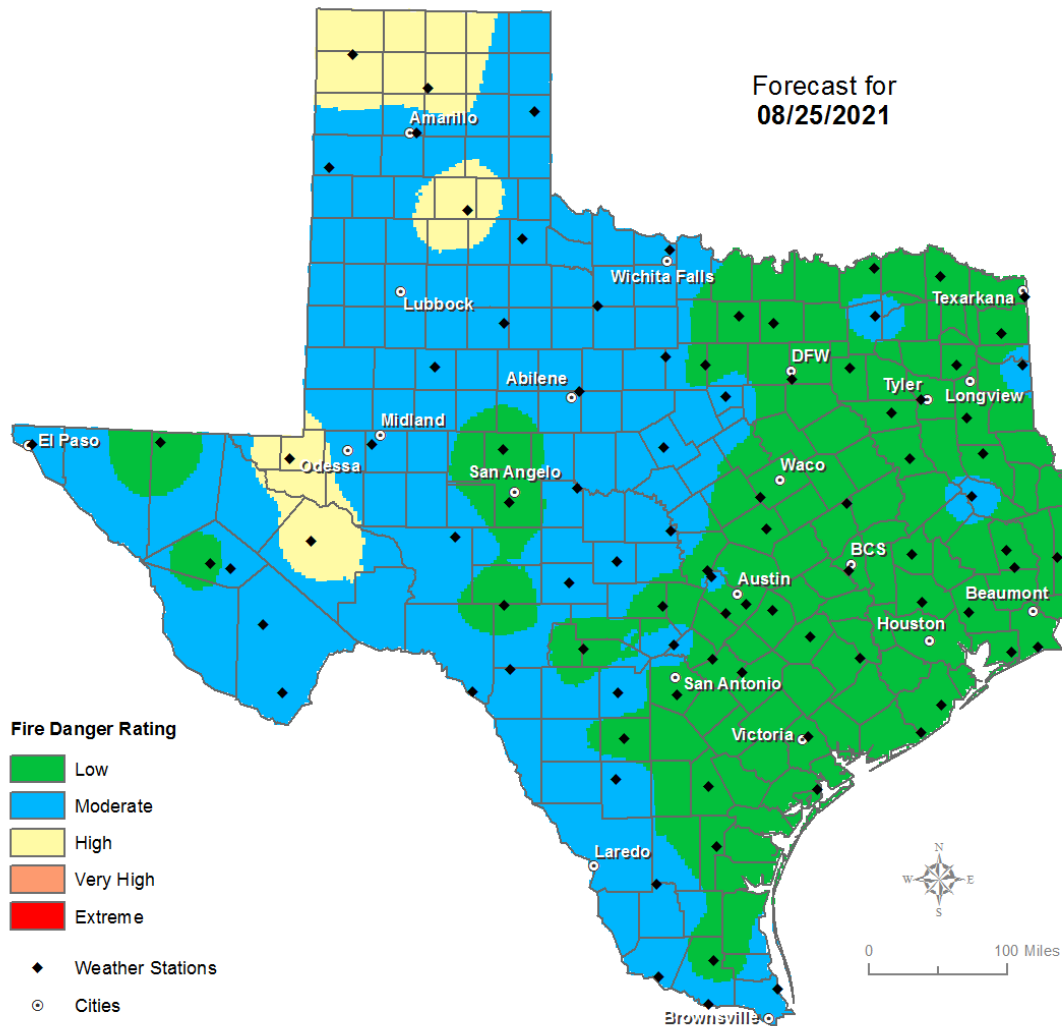 Forecast for
08/25/2021
Amarillo
Wichita Falls
Lubbock
Texarkana
DFW
Abilene
Tyler
Longview
Midland
El Paso
Odessa
San Angelo
Waco
BCS
Austin
Beaumont
Houston
San Antonio
Victoria
Laredo
Brownsville
Fire Danger Rating
Low
Moderate
High
Very High
Extreme
Weather Stations
Cities
N
W E
S
0 100 Miles